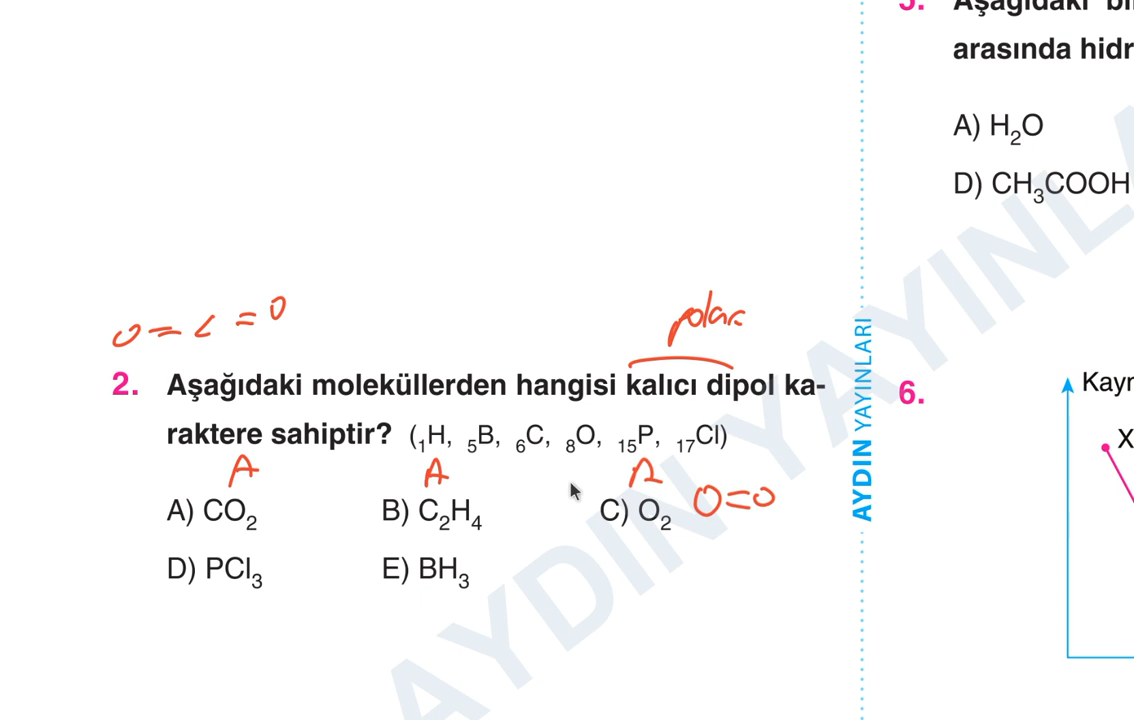 O=C=O
polar
2. Aşağıdaki moleküllerden hangisi kalıcı dipol ka-
raktere sahiptir? (₁H, ₅B, ₆C, ₈O, ₁₅P, ₁₇Cl)
A A A
A) CO₂ B) C₂H₄ C) O₂ O=O
D) PCl₃ E) BH₃
AYDIN YAYINLARI
arasında hidr
A) H₂O
D) CH₃COOH
6.
Kayr
X
AYDIN YAYINLA